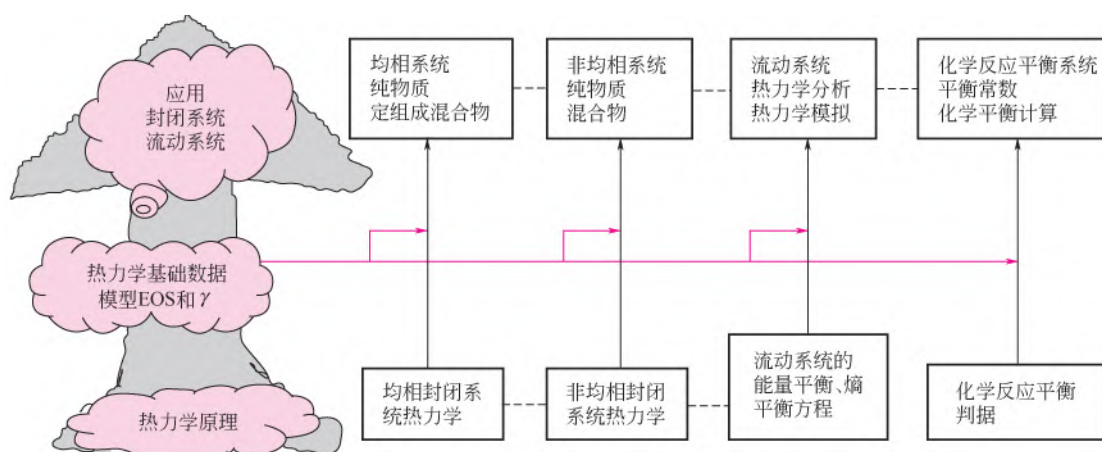 应用
封闭系统
流动系统
均相系统
纯物质
定组成混合物
非均相系统
纯物质
混合物
流动系统
热力学分析
热力学模拟
化学反应平衡系统
平衡常数
化学平衡计算
热力学基础数据
模型EOS和γ
热力学原理
均相封闭系
统热力学
非均相封闭
系统热力学
流动系统的
能量平衡、熵
平衡方程
化学反应平衡
判据